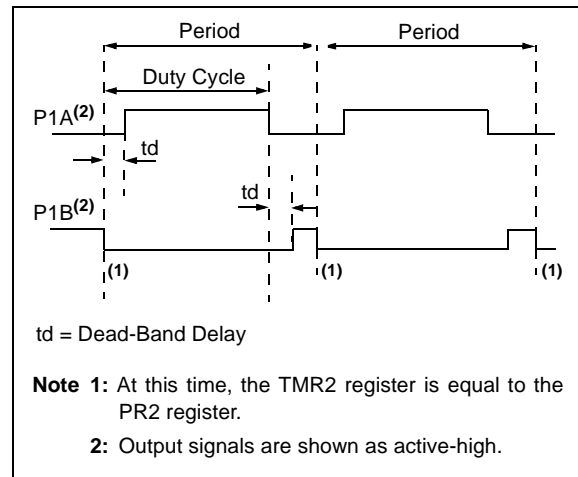 Period Period
Duty Cycle
P1A(2)
td
td
P1B(2)
(1) (1) (1)
td = Dead-Band Delay
Note 1: At this time, the TMR2 register is equal to the
PR2 register.
2: Output signals are shown as active-high.